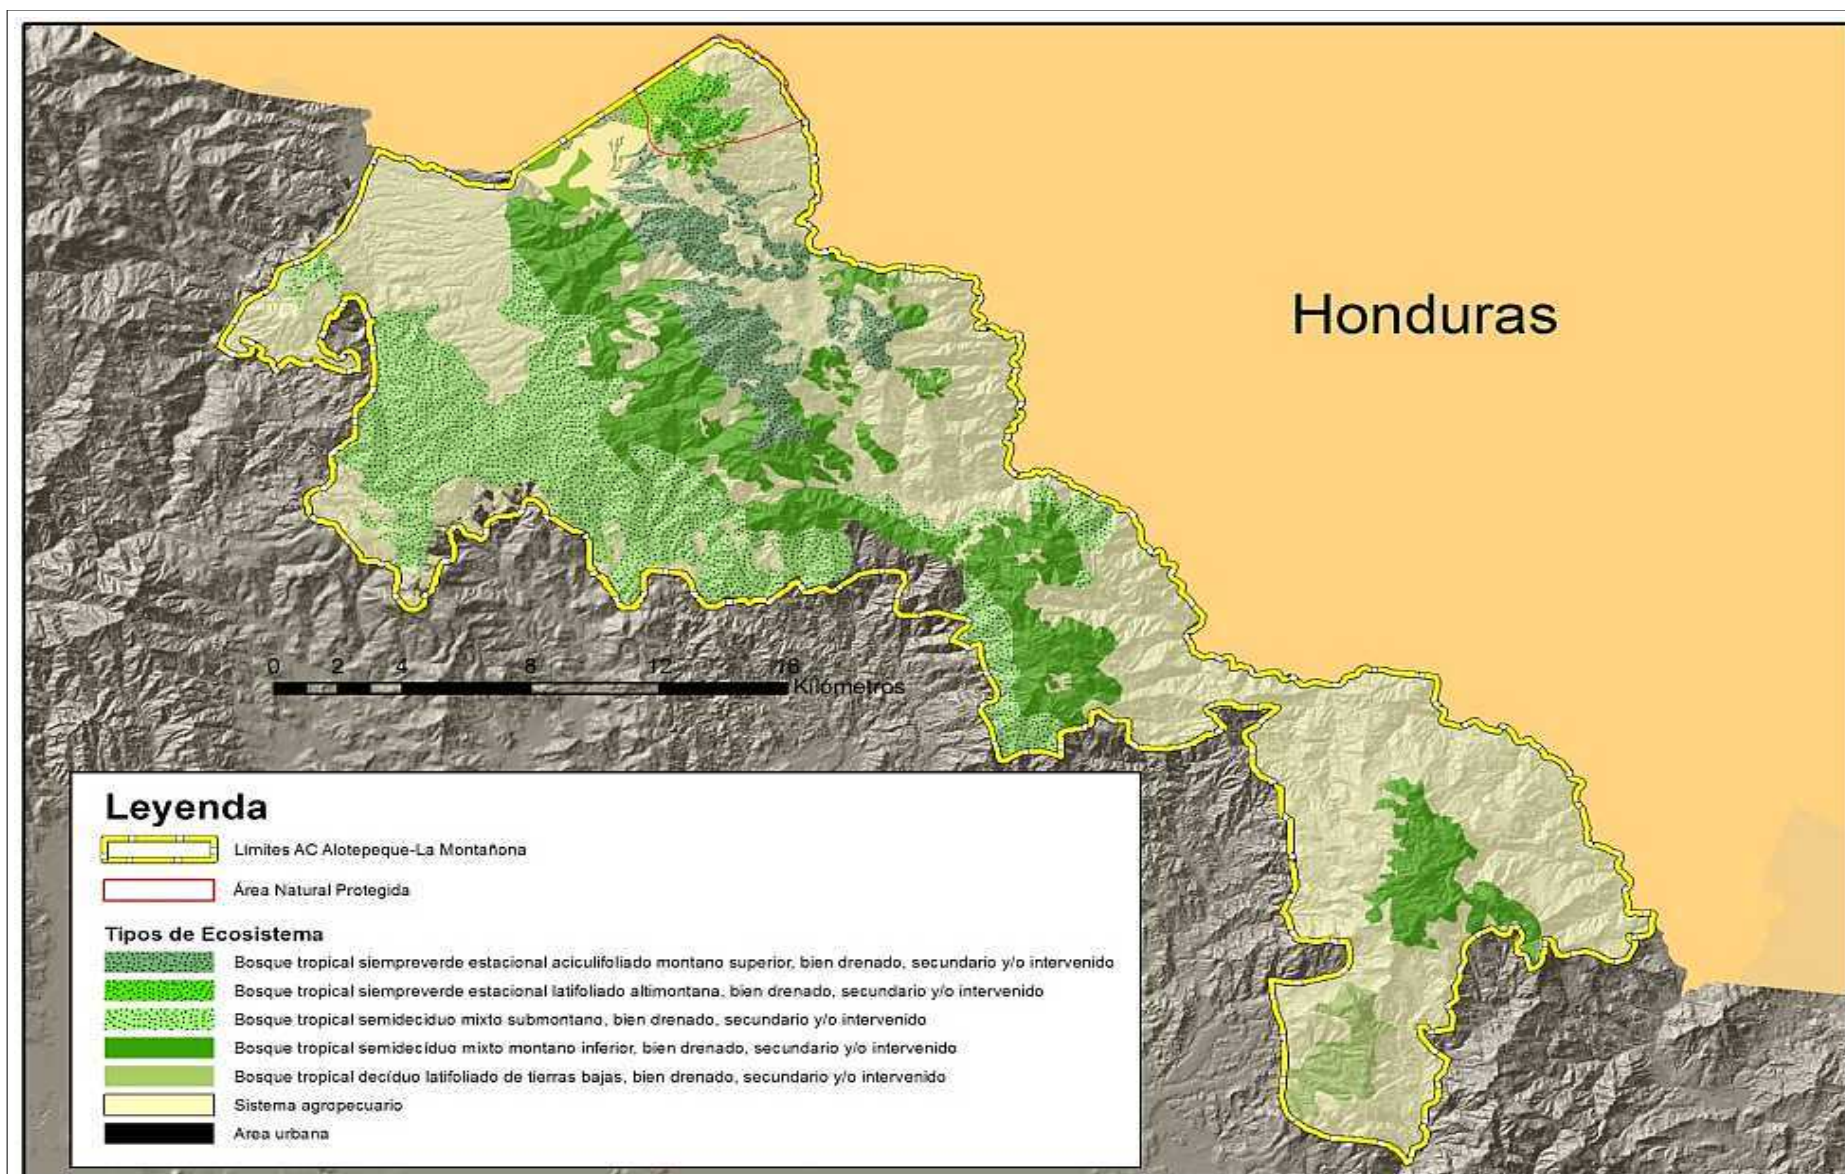 Honduras
0 2 4 8 12 16
Kilómetros
Leyenda
Límites AC Alotepeque-La Montañona
Área Natural Protegida
Tipos de Ecosistema
Bosque tropical siempreverde estacional aciculifoliado montano superior, bien drenado, secundario y/o intervenido
Bosque tropical siempreverde estacional latifoliado altimontana, bien drenado, secundario y/o intervenido
Bosque tropical semideciduo mixto submontano, bien drenado, secundario y/o intervenido
Bosque tropical semidecíduo mixto montano inferior, bien drenado, secundario y/o intervenido
Bosque tropical decíduo latifoliado de tierras bajas, bien drenado, secundario y/o intervenido
Sistema agropecuario
Area urbana